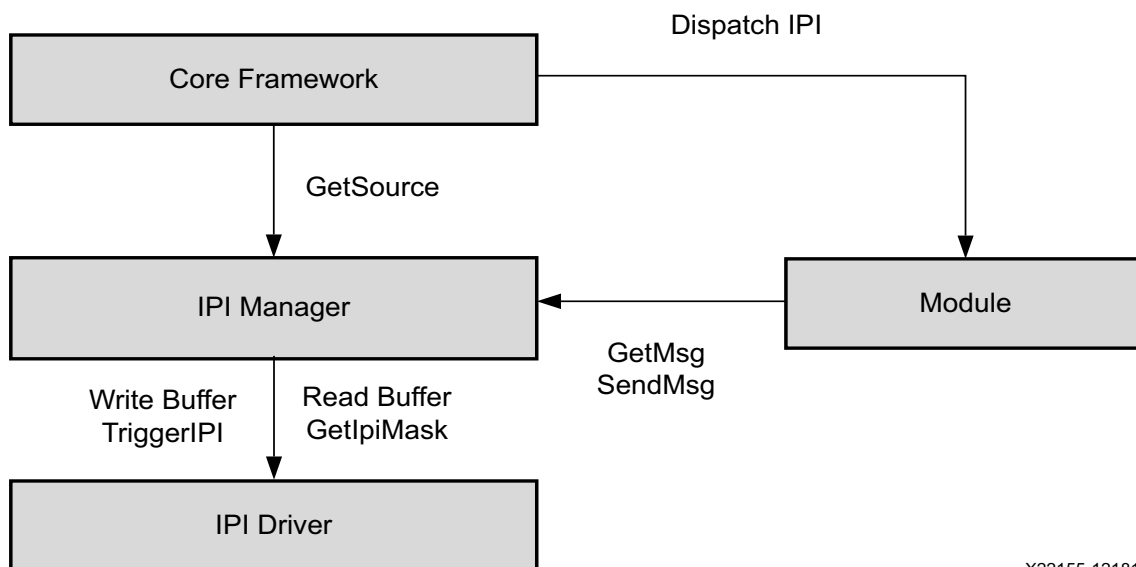 Dispatch IPI
Core Framework
GetSource
IPI Manager
Module
GetMsg
SendMsg
Write Buffer
TriggerIPI
Read Buffer
GetIpiMask
IPI Driver